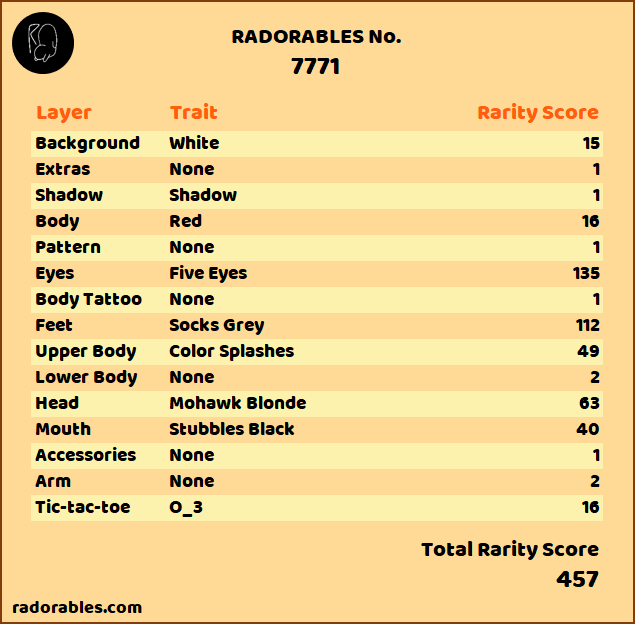 RADORABLES No.
7771
Layer Trait Rarity Score
Background White 15
Extras None 1
Shadow Shadow 1
Body Red 16
Pattern None 1
Eyes Five Eyes 135
Body Tattoo None 1
Feet Socks Grey 112
Upper Body Color Splashes 49
Lower Body None 2
Head Mohawk Blonde 63
Mouth Stubbles Black 40
Accessories None 1
Arm None 2
Tic-tac-toe O_3 16
Total Rarity Score
457
radorables.com